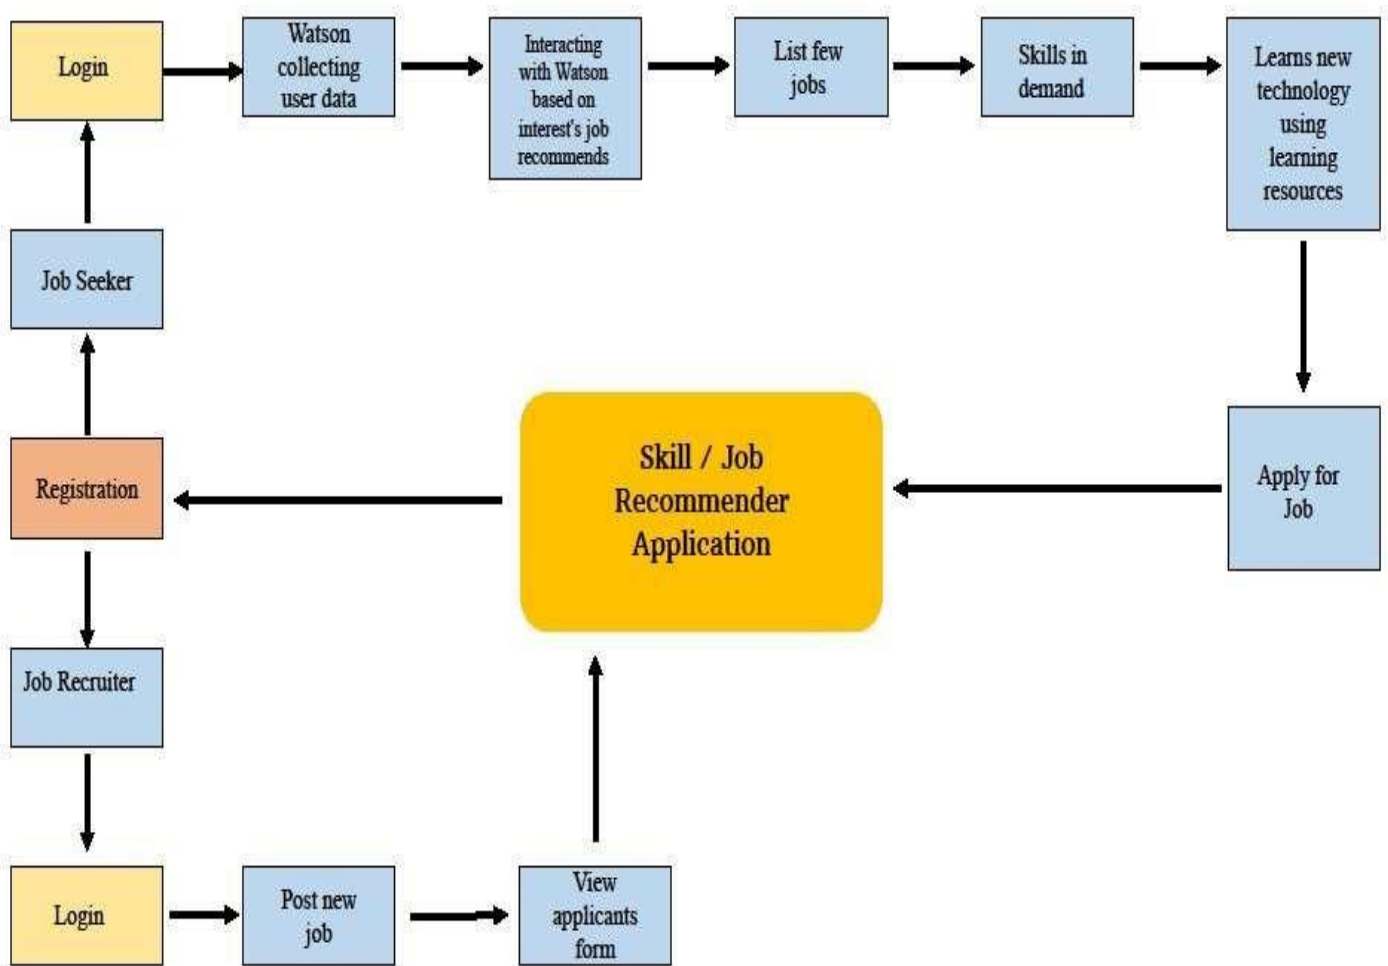 Login
Watson
collecting
user data
Interacting
with Watson
based on
interest's job
recommends
List few
jobs
Skills in
demand
Learns new
technology
using
learning
resources
Job Seeker
Registration
Skill / Job
Recommender
Application
Apply for
Job
Job Recruiter
Login
Post new
job
View
applicants
form